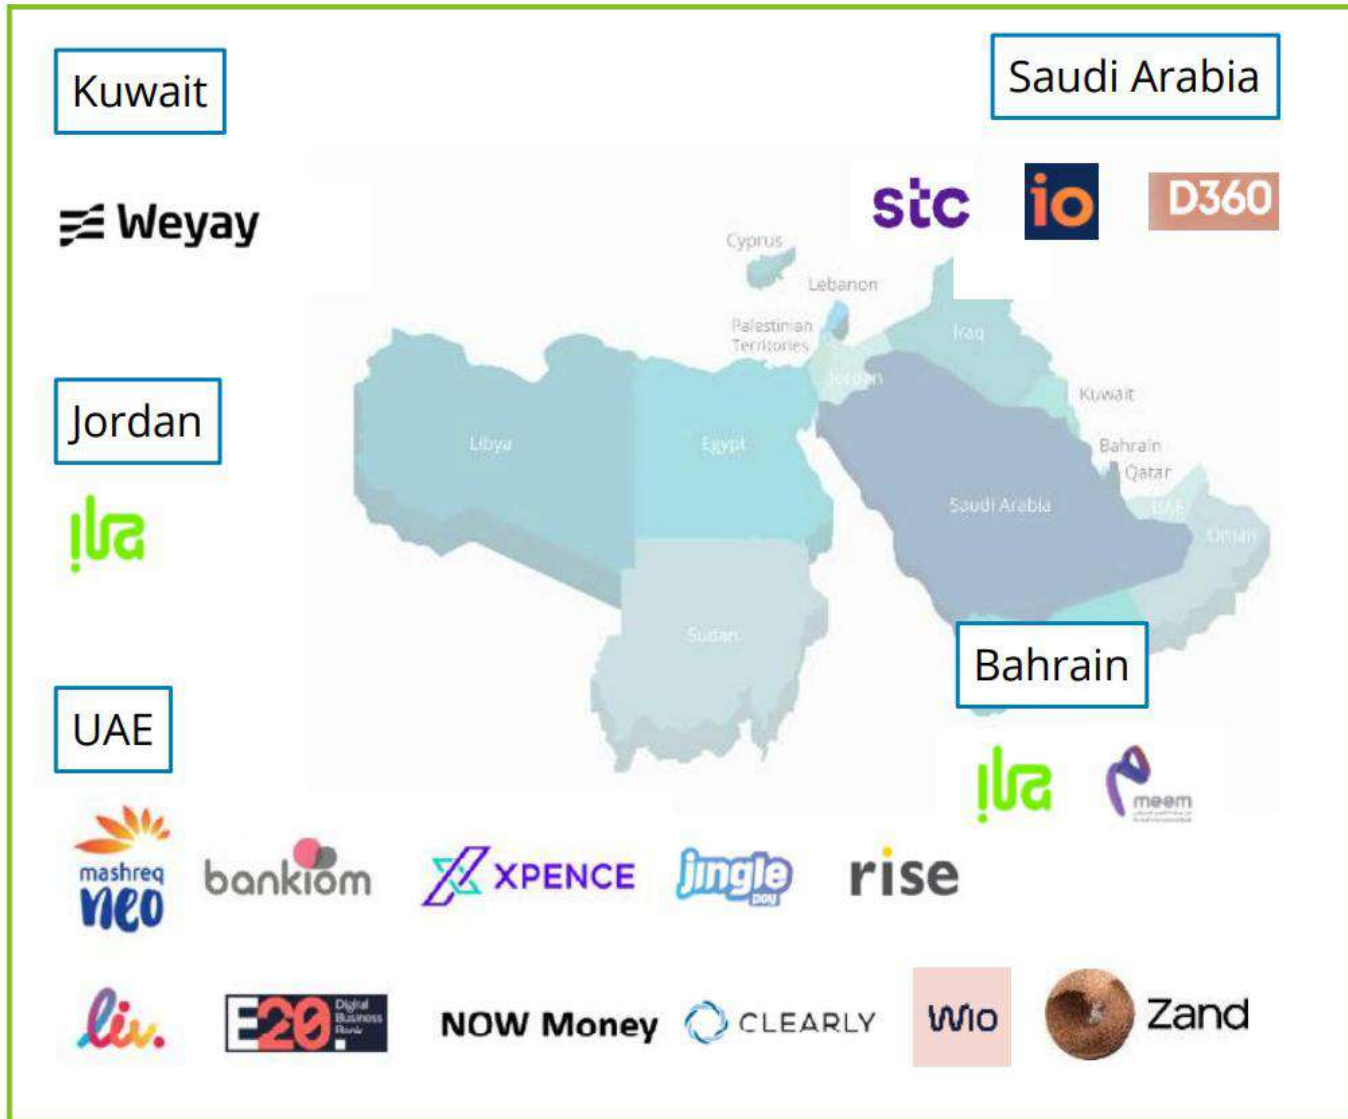 Kuwait
Saudi Arabia
Weyay
stc
io
D360
Cyprus
Lebanon
Palestinian
Territories
Iraq
Jordan
Kuwait
Jordan
Libya
Egypt
Bahrain
Qatar
Saudi Arabia
UAE
Oman
ila
Sudan
Bahrain
UAE
ila
meem
mashreq
neo
bankiom
XPENCE
jingle
pay
rise
liv.
E20.
Digital
Business
Bank
NOW Money
CLEARLY
Wio
Zand